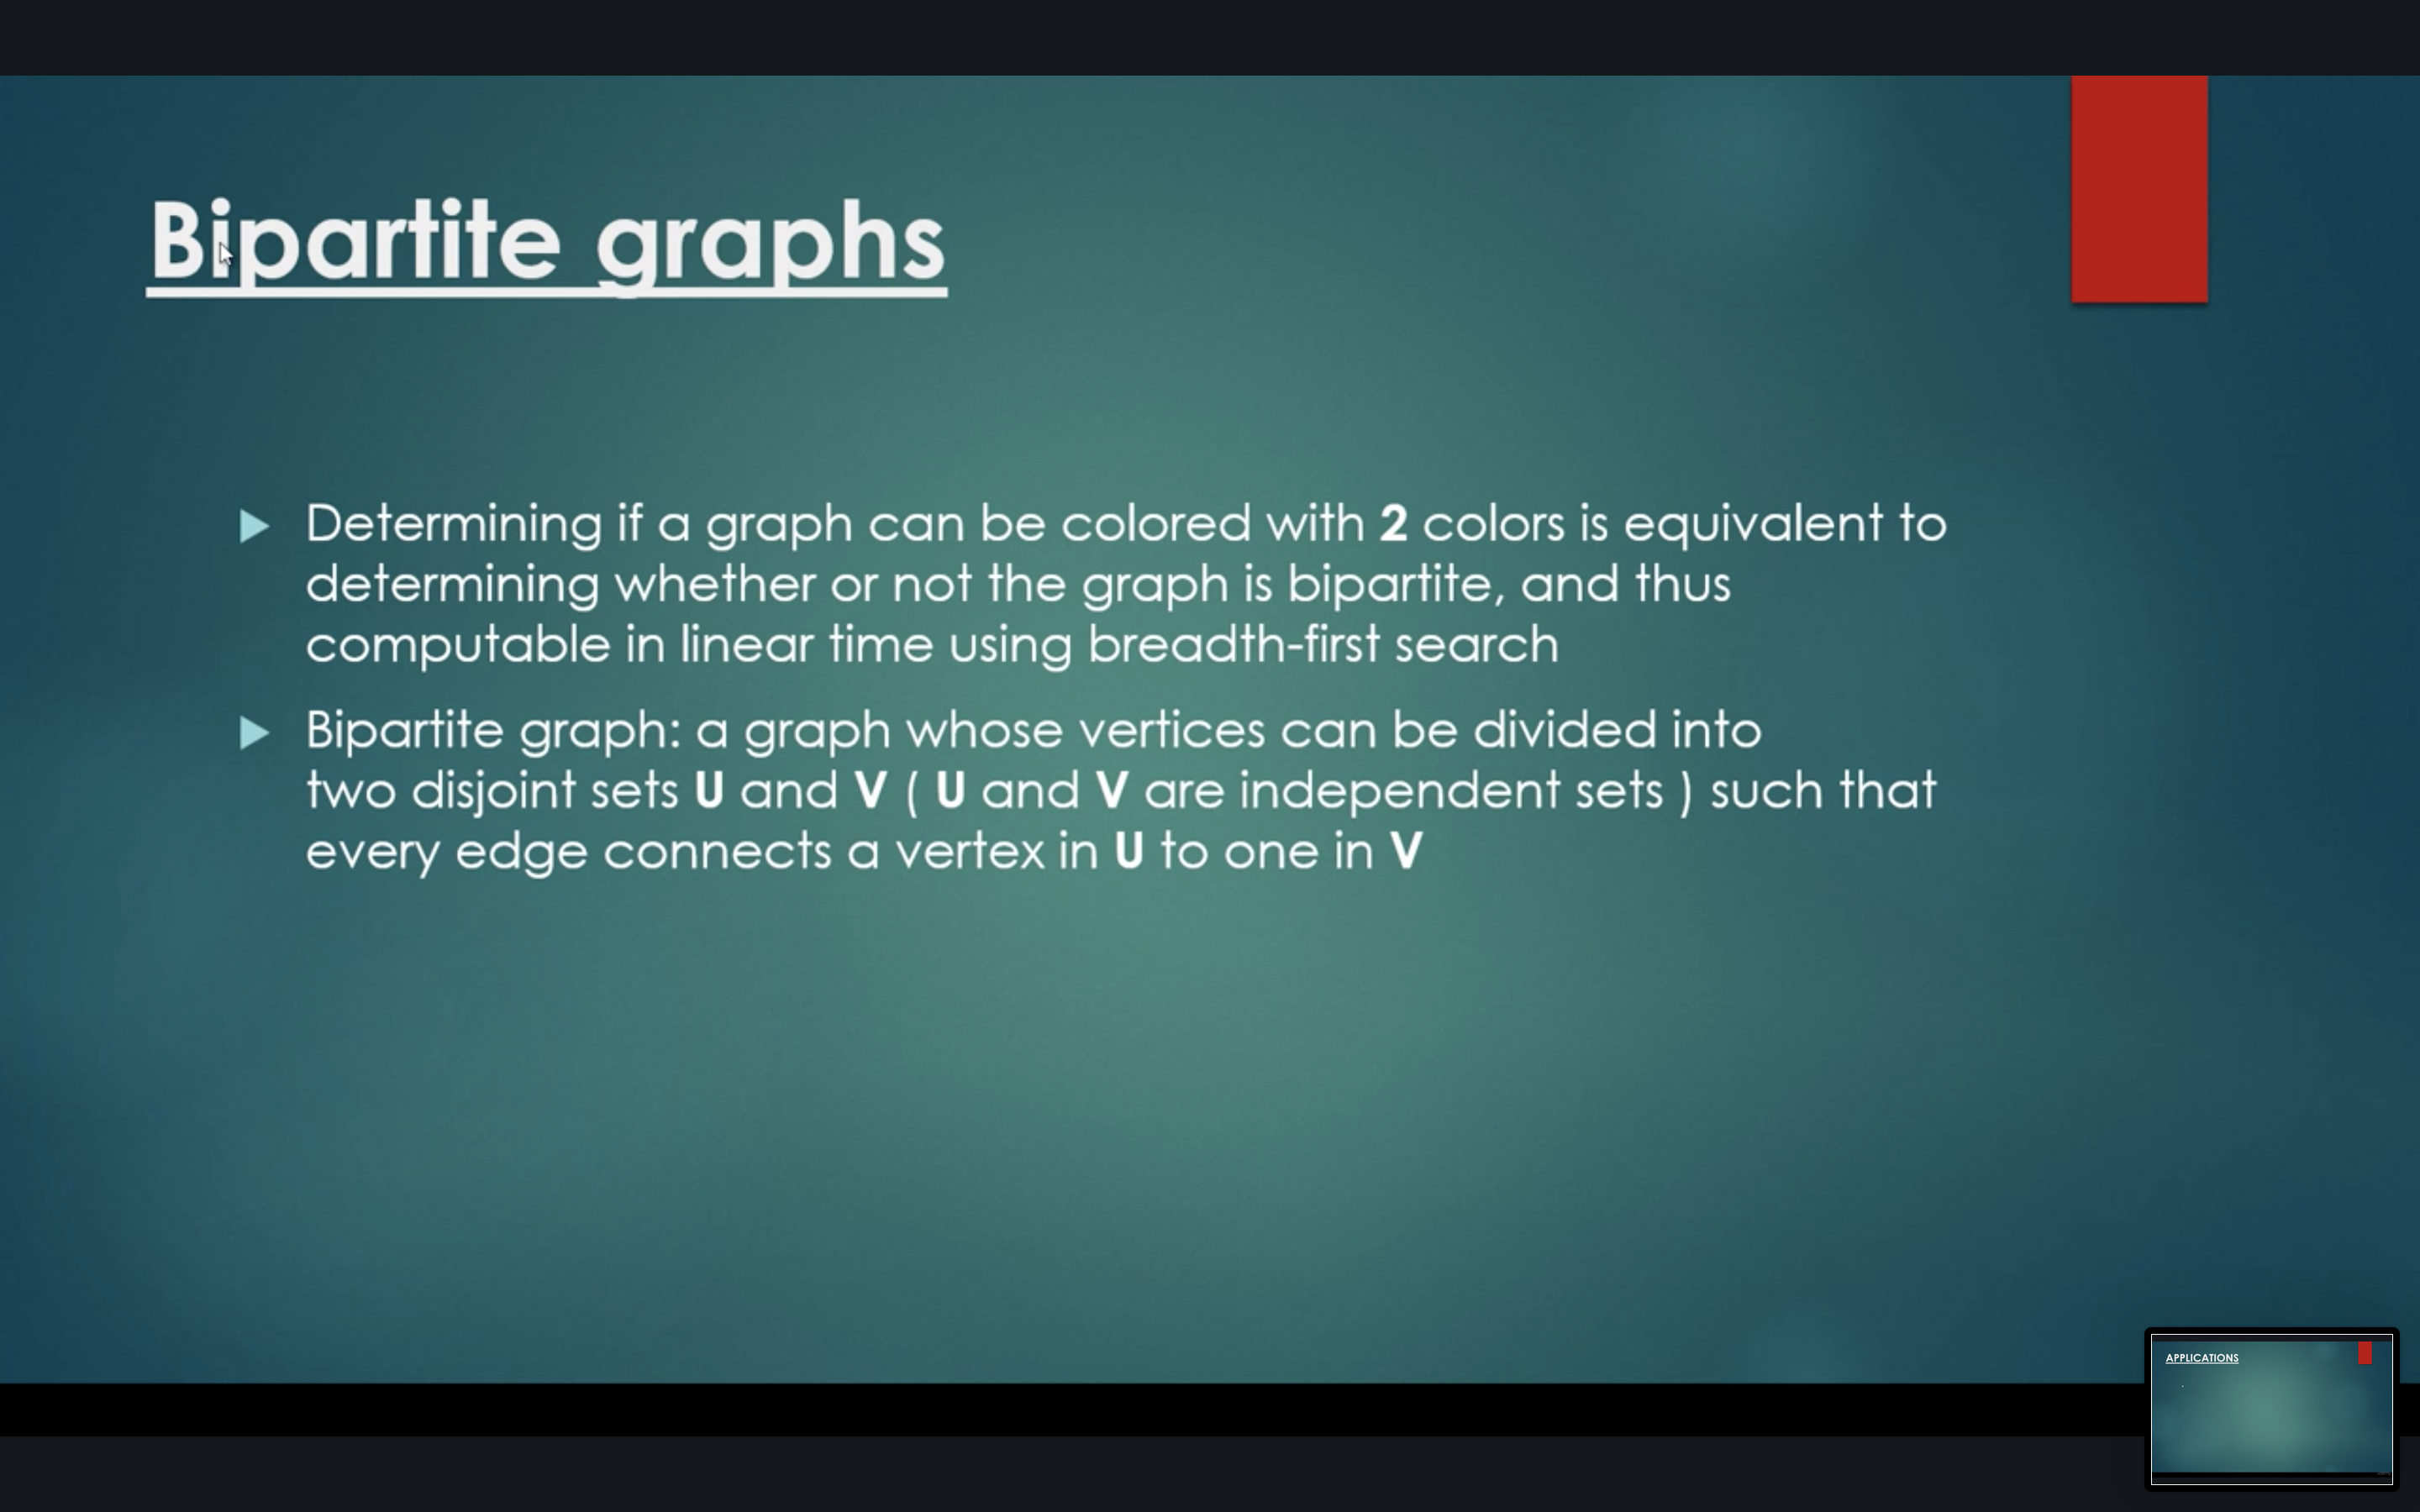 Bipartite graphs
Determining if a graph can be colored with 2 colors is equivalent to
determining whether or not the graph is bipartite, and thus
computable in linear time using breadth-first search
Bipartite graph: a graph whose vertices can be divided into
two disjoint sets U and V ( U and V are independent sets ) such that
every edge connects a vertex in U to one in V
APPLICATIONS